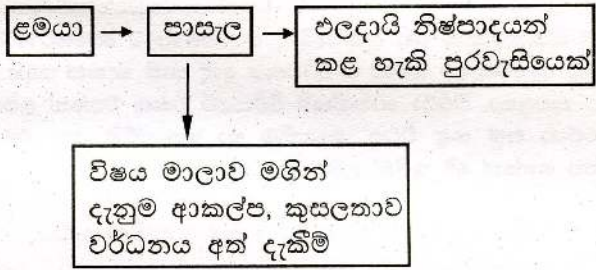 ළමයා
පාසැල
ඵලදායි නිෂ්පාදයන්
කළ හැකි පුරවැසියෙක්
විෂය මාලාව මගින්
දැනුම ආකල්ප, කුසලතාව
වර්ධනය අත් දැකීම්